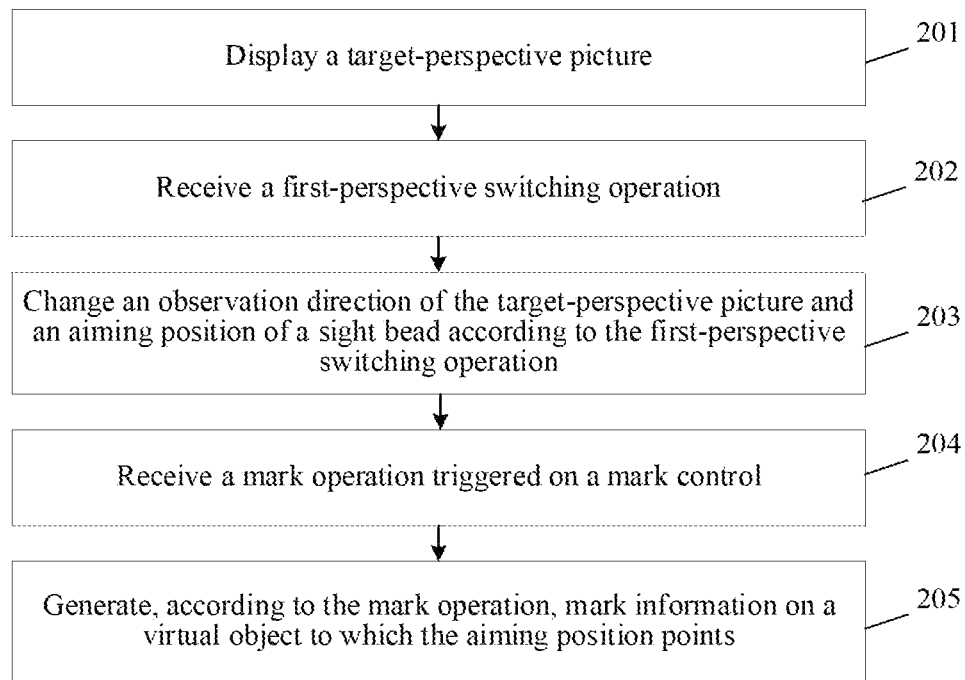 Display a target-perspective picture
201
Receive a first-perspective switching operation
202
Change an observation direction of the target-perspective picture and
an aiming position of a sight bead according to the first-perspective
switching operation
203
Receive a mark operation triggered on a mark control
204
Generate, according to the mark operation, mark information on a
virtual object to which the aiming position points
205